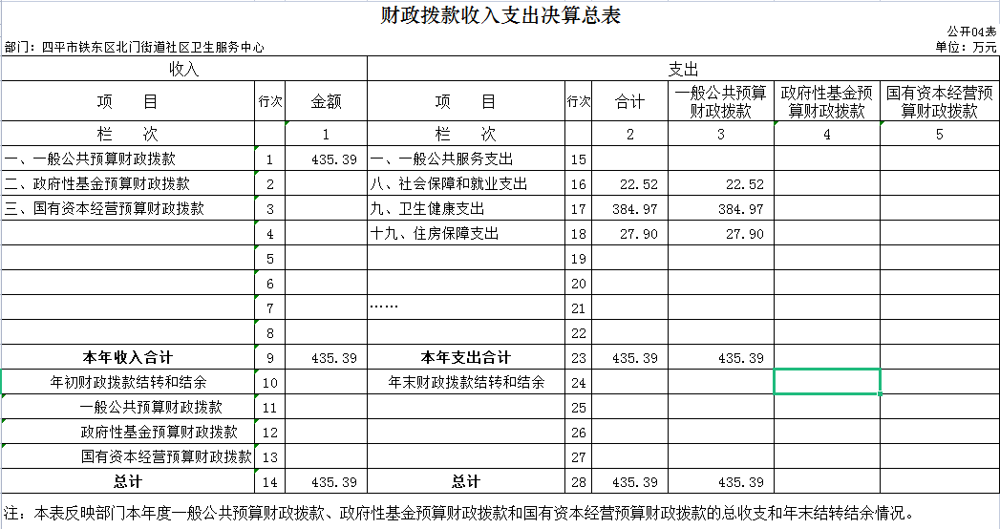 财政拨款收入支出决算总表
公开04表
部门：四平市铁东区北门街道社区卫生服务中心 单位：万元
收入 支出
项 目 行次 金额 项 目 行次 合计 一般公共预算 政府性基金预 国有资本经营预
财政拨款 算财政拨款 算财政拨款
栏 次 1 栏 次 2 3 4 5
一、一般公共预算财政拨款 1 435.39 一、一般公共服务支出 15
二、政府性基金预算财政拨款 2 八、社会保障和就业支出 16 22.52 22.52
三、国有资本经营预算财政拨款 3 九、卫生健康支出 17 384.97 384.97
4 十九、住房保障支出 18 27.90 27.90
5 19
6 20
7 …… 21
8 22
本年收入合计 9 435.39 本年支出合计 23 435.39 435.39
年初财政拨款结转和结余 10 年末财政拨款结转和结余 24
一般公共预算财政拨款 11 25
政府性基金预算财政拨款 12 26
国有资本经营预算财政拨款 13 27
总计 14 435.39 总计 28 435.39 435.39
注：本表反映部门本年度一般公共预算财政拨款、政府性基金预算财政拨款和国有资本经营预算财政拨款的总收支和年末结转结余情况。